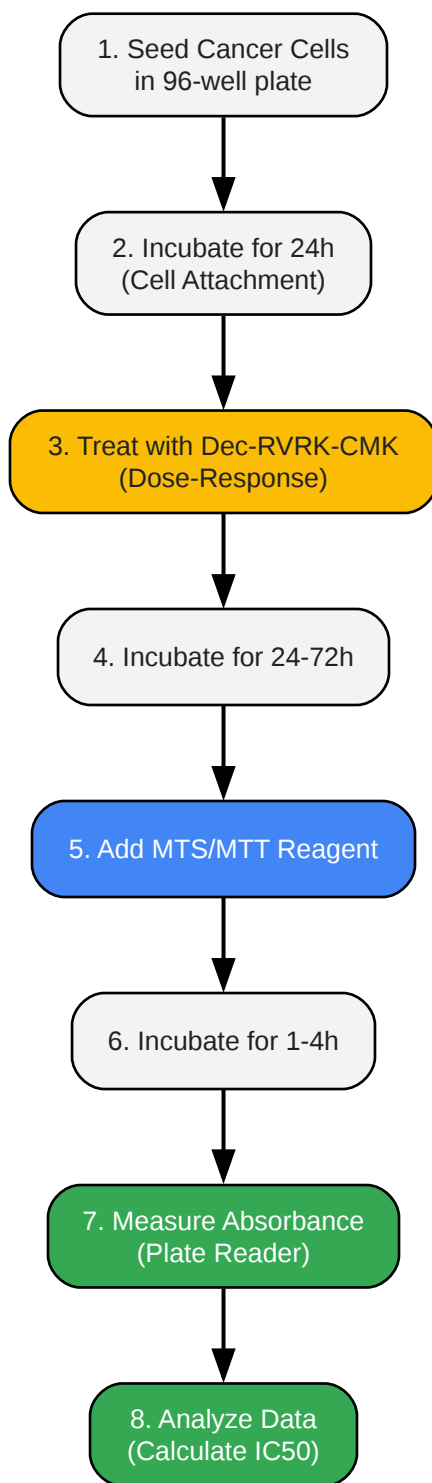 1. Seed Cancer Cells
in 96-well plate
2. Incubate for 24h
(Cell Attachment)
3. Treat with Dec-RVRK-CMK
(Dose-Response)
4. Incubate for 24-72h
5. Add MTS/MTT Reagent
6. Incubate for 1-4h
7. Measure Absorbance
(Plate Reader)
8. Analyze Data
(Calculate IC50)